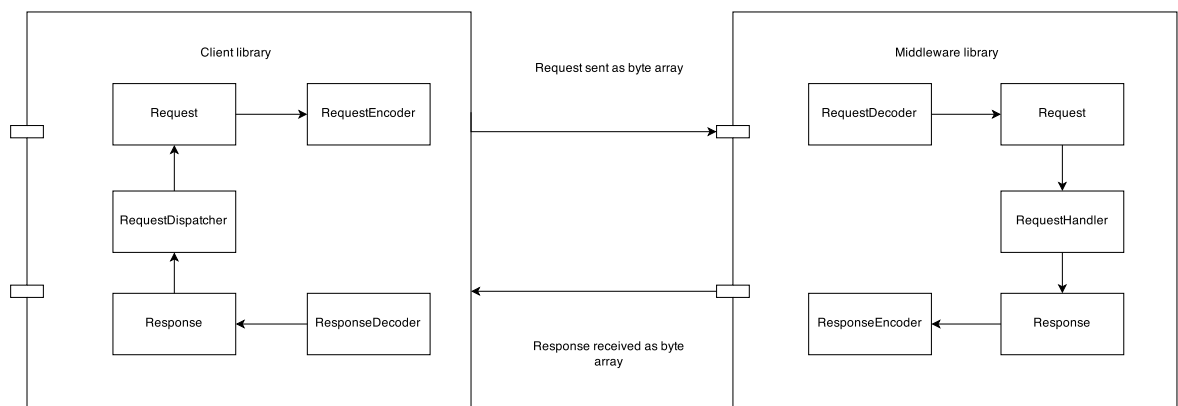 Client library
Middleware library
Request sent as byte array
Request
RequestEncoder
RequestDecoder
Request
RequestDispatcher
RequestHandler
Response
ResponseDecoder
ResponseEncoder
Response
Response received as byte
array